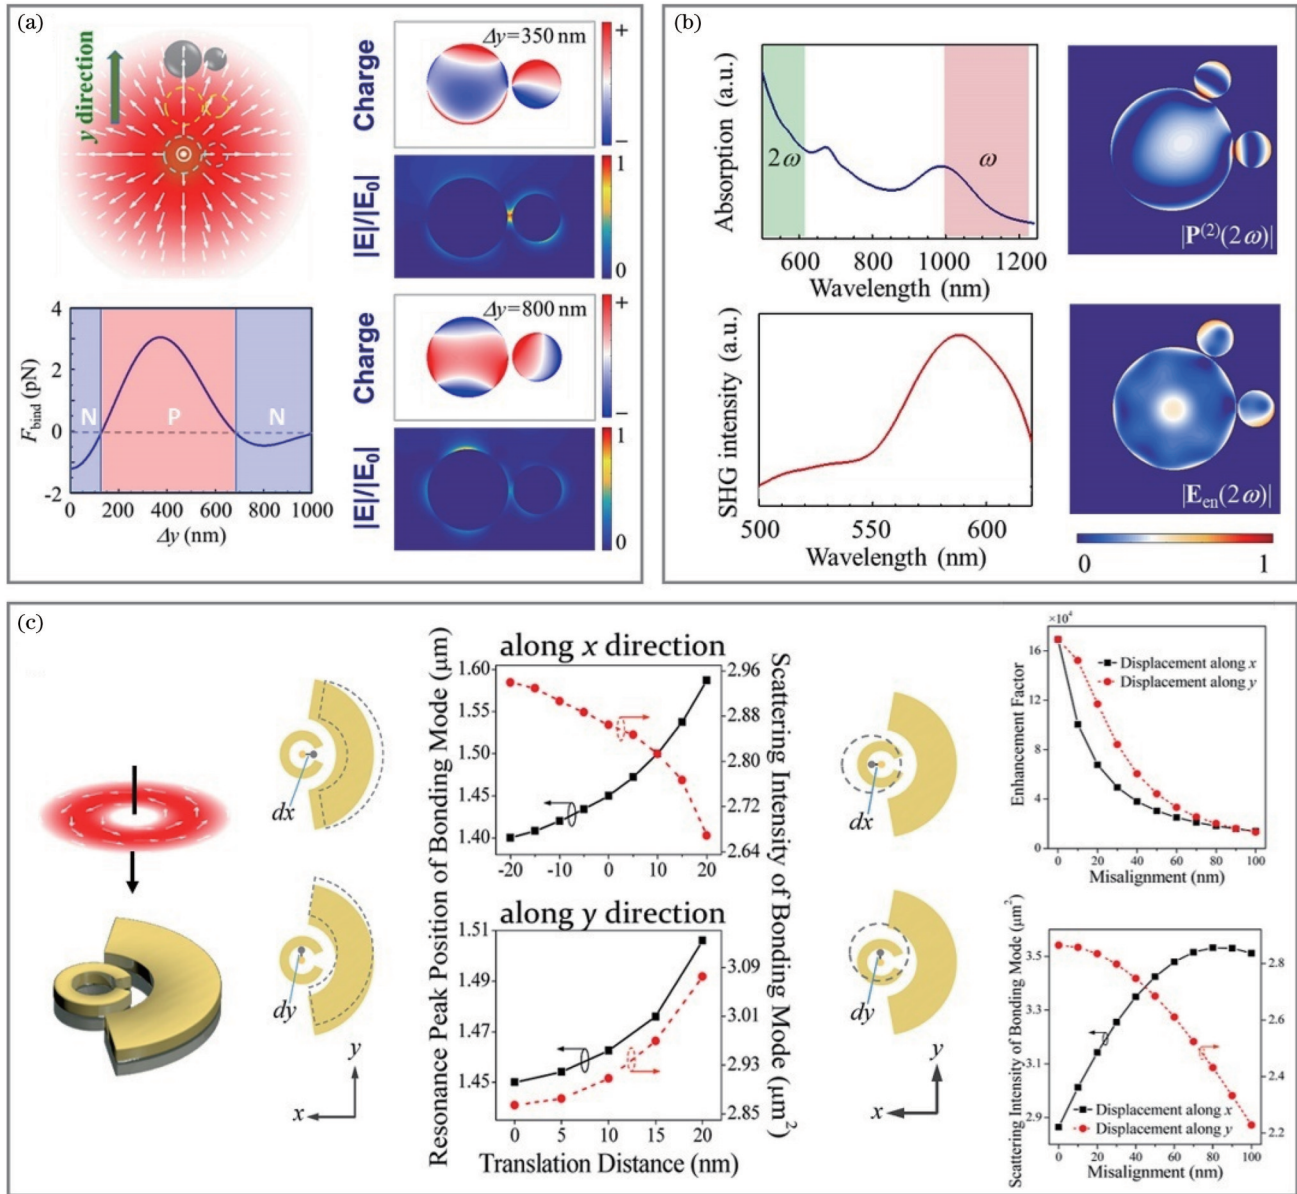 (a)
y direction
Charge
Δy=350 nm
+
−
|E|/|E₀|
1
0
Charge
Δy=800 nm
+
−
|E|/|E₀|
1
0
F_bind (pN)
4
2
0
-2
N
P
N
0
200
400
600
800
1000
Δy (nm)
(b)
Absorption (a.u.)
2ω
ω
600
800
1000
1200
Wavelength (nm)
|P⁽²⁾(2ω)|
SHG intensity (a.u.)
500
550
600
Wavelength (nm)
|E_en(2ω)|
0
1
(c)
dx
dy
y
x
Resonance Peak Position of Bonding Mode (μm)
Scattering Intensity of Bonding Mode (μm²)
along x direction
1.60
1.55
1.50
1.45
1.40
2.96
2.88
2.80
2.72
2.64
-20
-10
0
10
20
along y direction
1.51
1.49
1.47
1.45
3.09
3.01
2.93
2.85
0
5
10
15
20
Translation Distance (nm)
dx
dy
y
x
×10⁴
Enhancement Factor
16
12
8
4
0
Displacement along x
Displacement along y
0
20
40
60
80
100
Misalignment (nm)
Scattering Intensity of Bonding Mode (μm²)
3.5
3.3
3.1
2.9
2.8
2.6
2.4
2.2
Displacement along x
Displacement along y
0
20
40
60
80
100
Misalignment (nm)